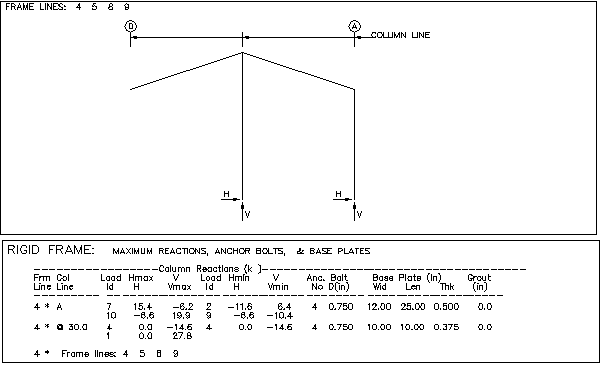 FRAME LINES: 4 5 8 9
D A
COLUMN LINE
H H
V V
RIGID FRAME: MAXIMUM REACTIONS, ANCHOR BOLTS, & BASE PLATES
-----------------Column Reactions (k )-----------------
Frm Col Load Hmax V Load Hmin V Anc. Bolt Base Plate (in) Grout
Line Line Id H Vmax Id H Vmin No D(in) Wid Len Thk (in)
4 * A 7 15.4 -6.2 2 -11.6 6.4 4 0.750 12.00 25.00 0.500 0.0
10 -6.6 19.9 9 -6.6 -10.4
4 * @ 30.0 4 0.0 -14.6 4 0.0 -14.6 4 0.750 10.00 10.00 0.375 0.0
1 0.0 27.8
4 * Frame lines: 4 5 8 9